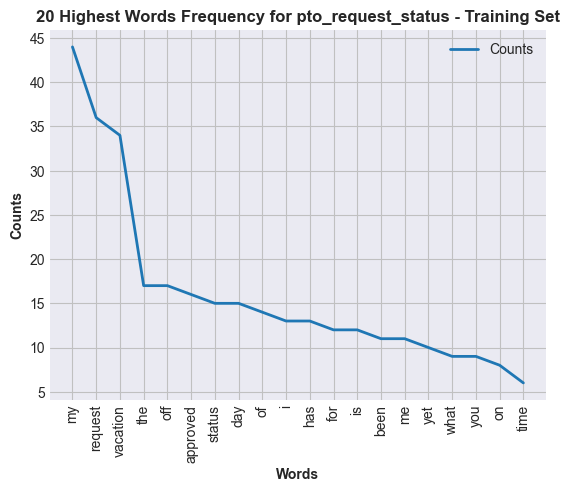 20 Highest Words Frequency for pto_request_status - Training Set
Counts
45
40
35
30
25
20
15
10
5
Counts
my
request
vacation
the
off
approved
status
day
of
i
has
for
is
been
me
yet
what
you
on
time
Words